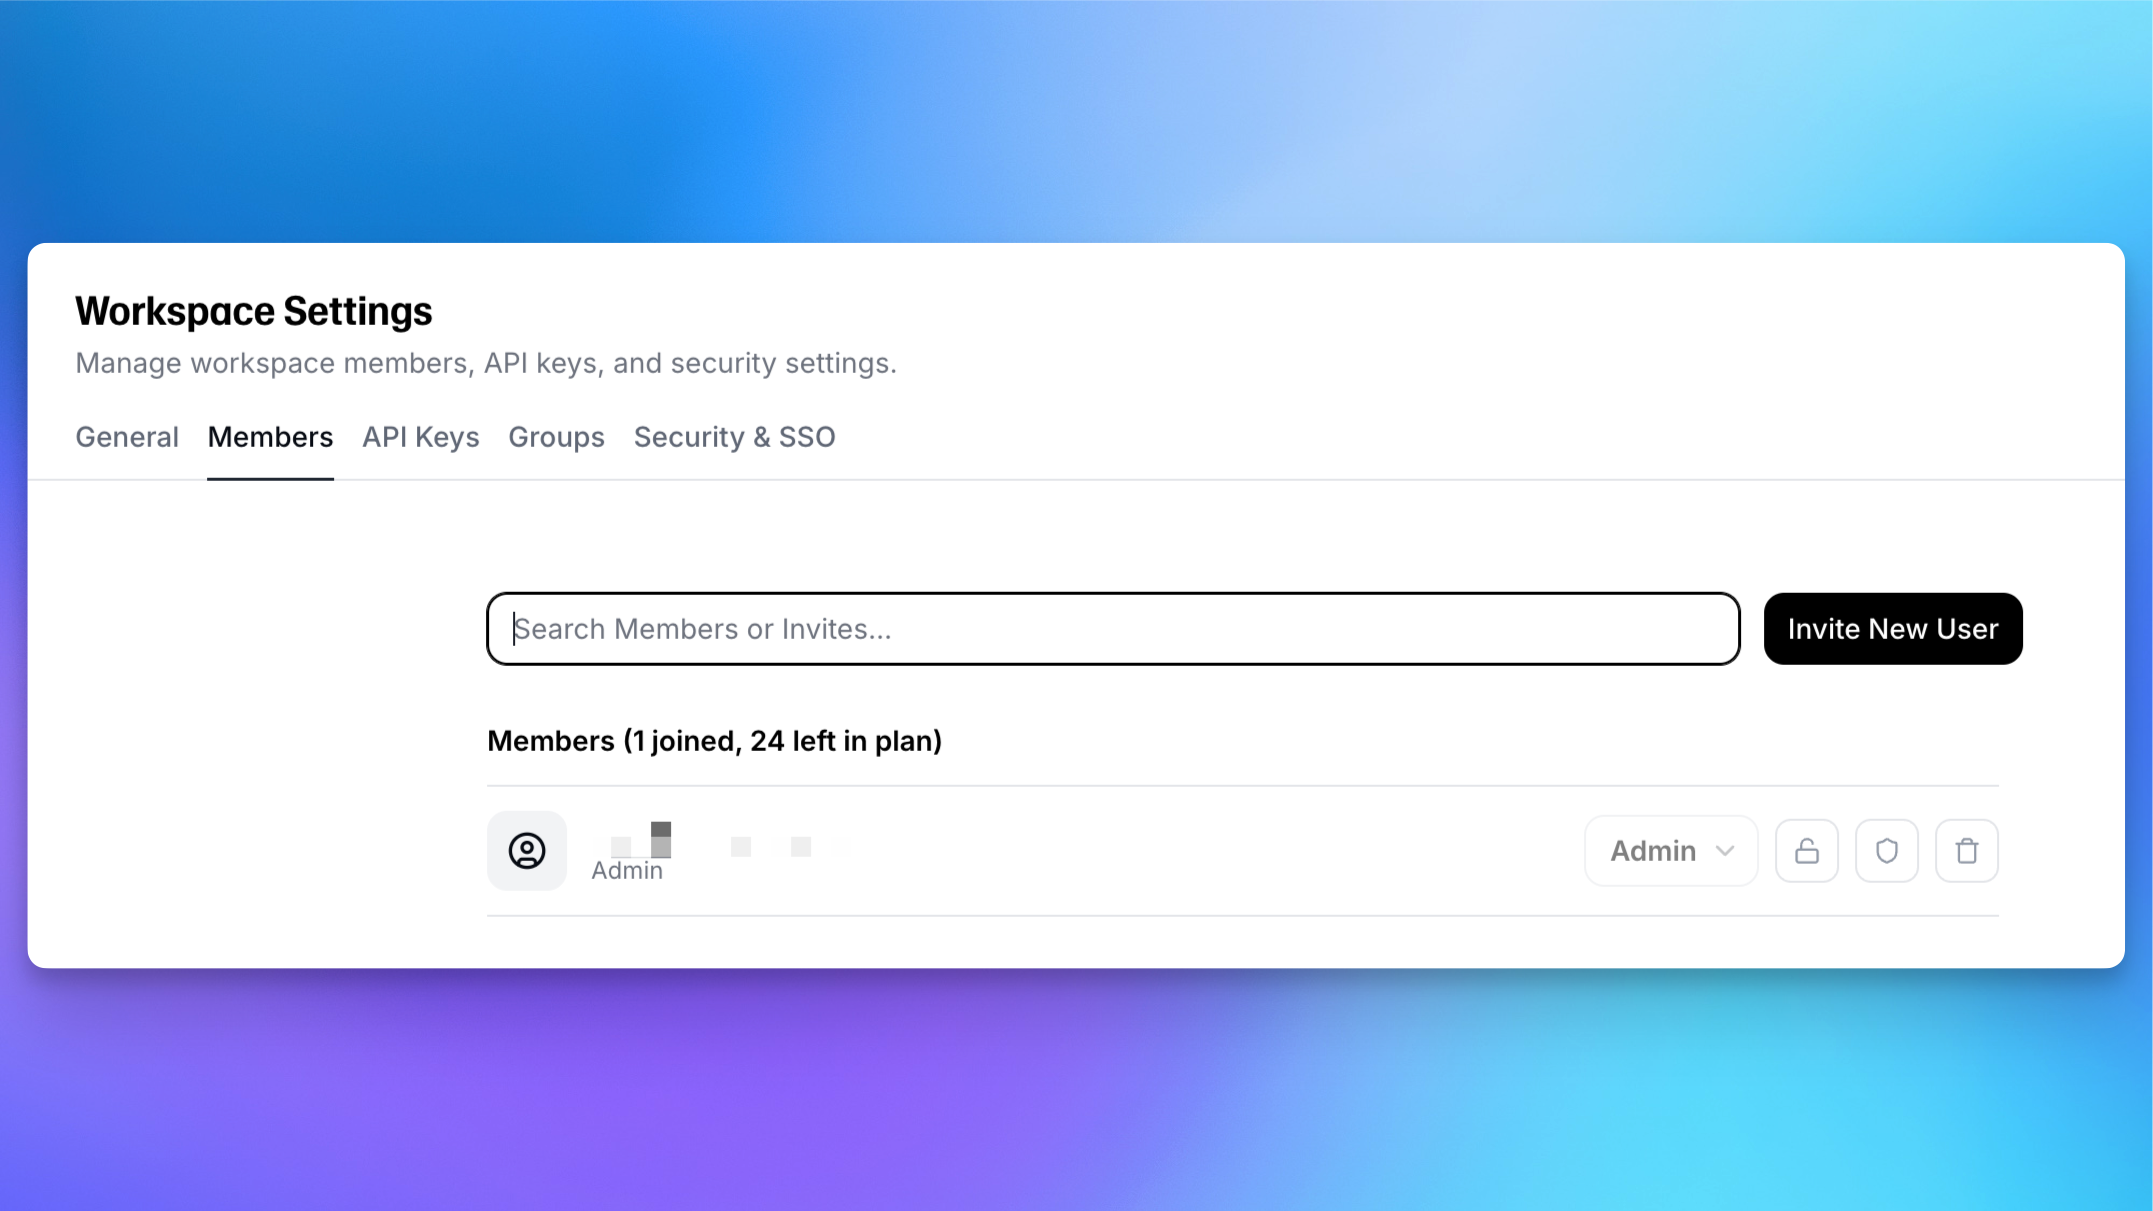 Workspace Settings
Manage workspace members, API keys, and security settings.
General Members API Keys Groups Security & SSO
Search Members or Invites...
Invite New User
Members (1 joined, 24 left in plan)
Admin
Admin